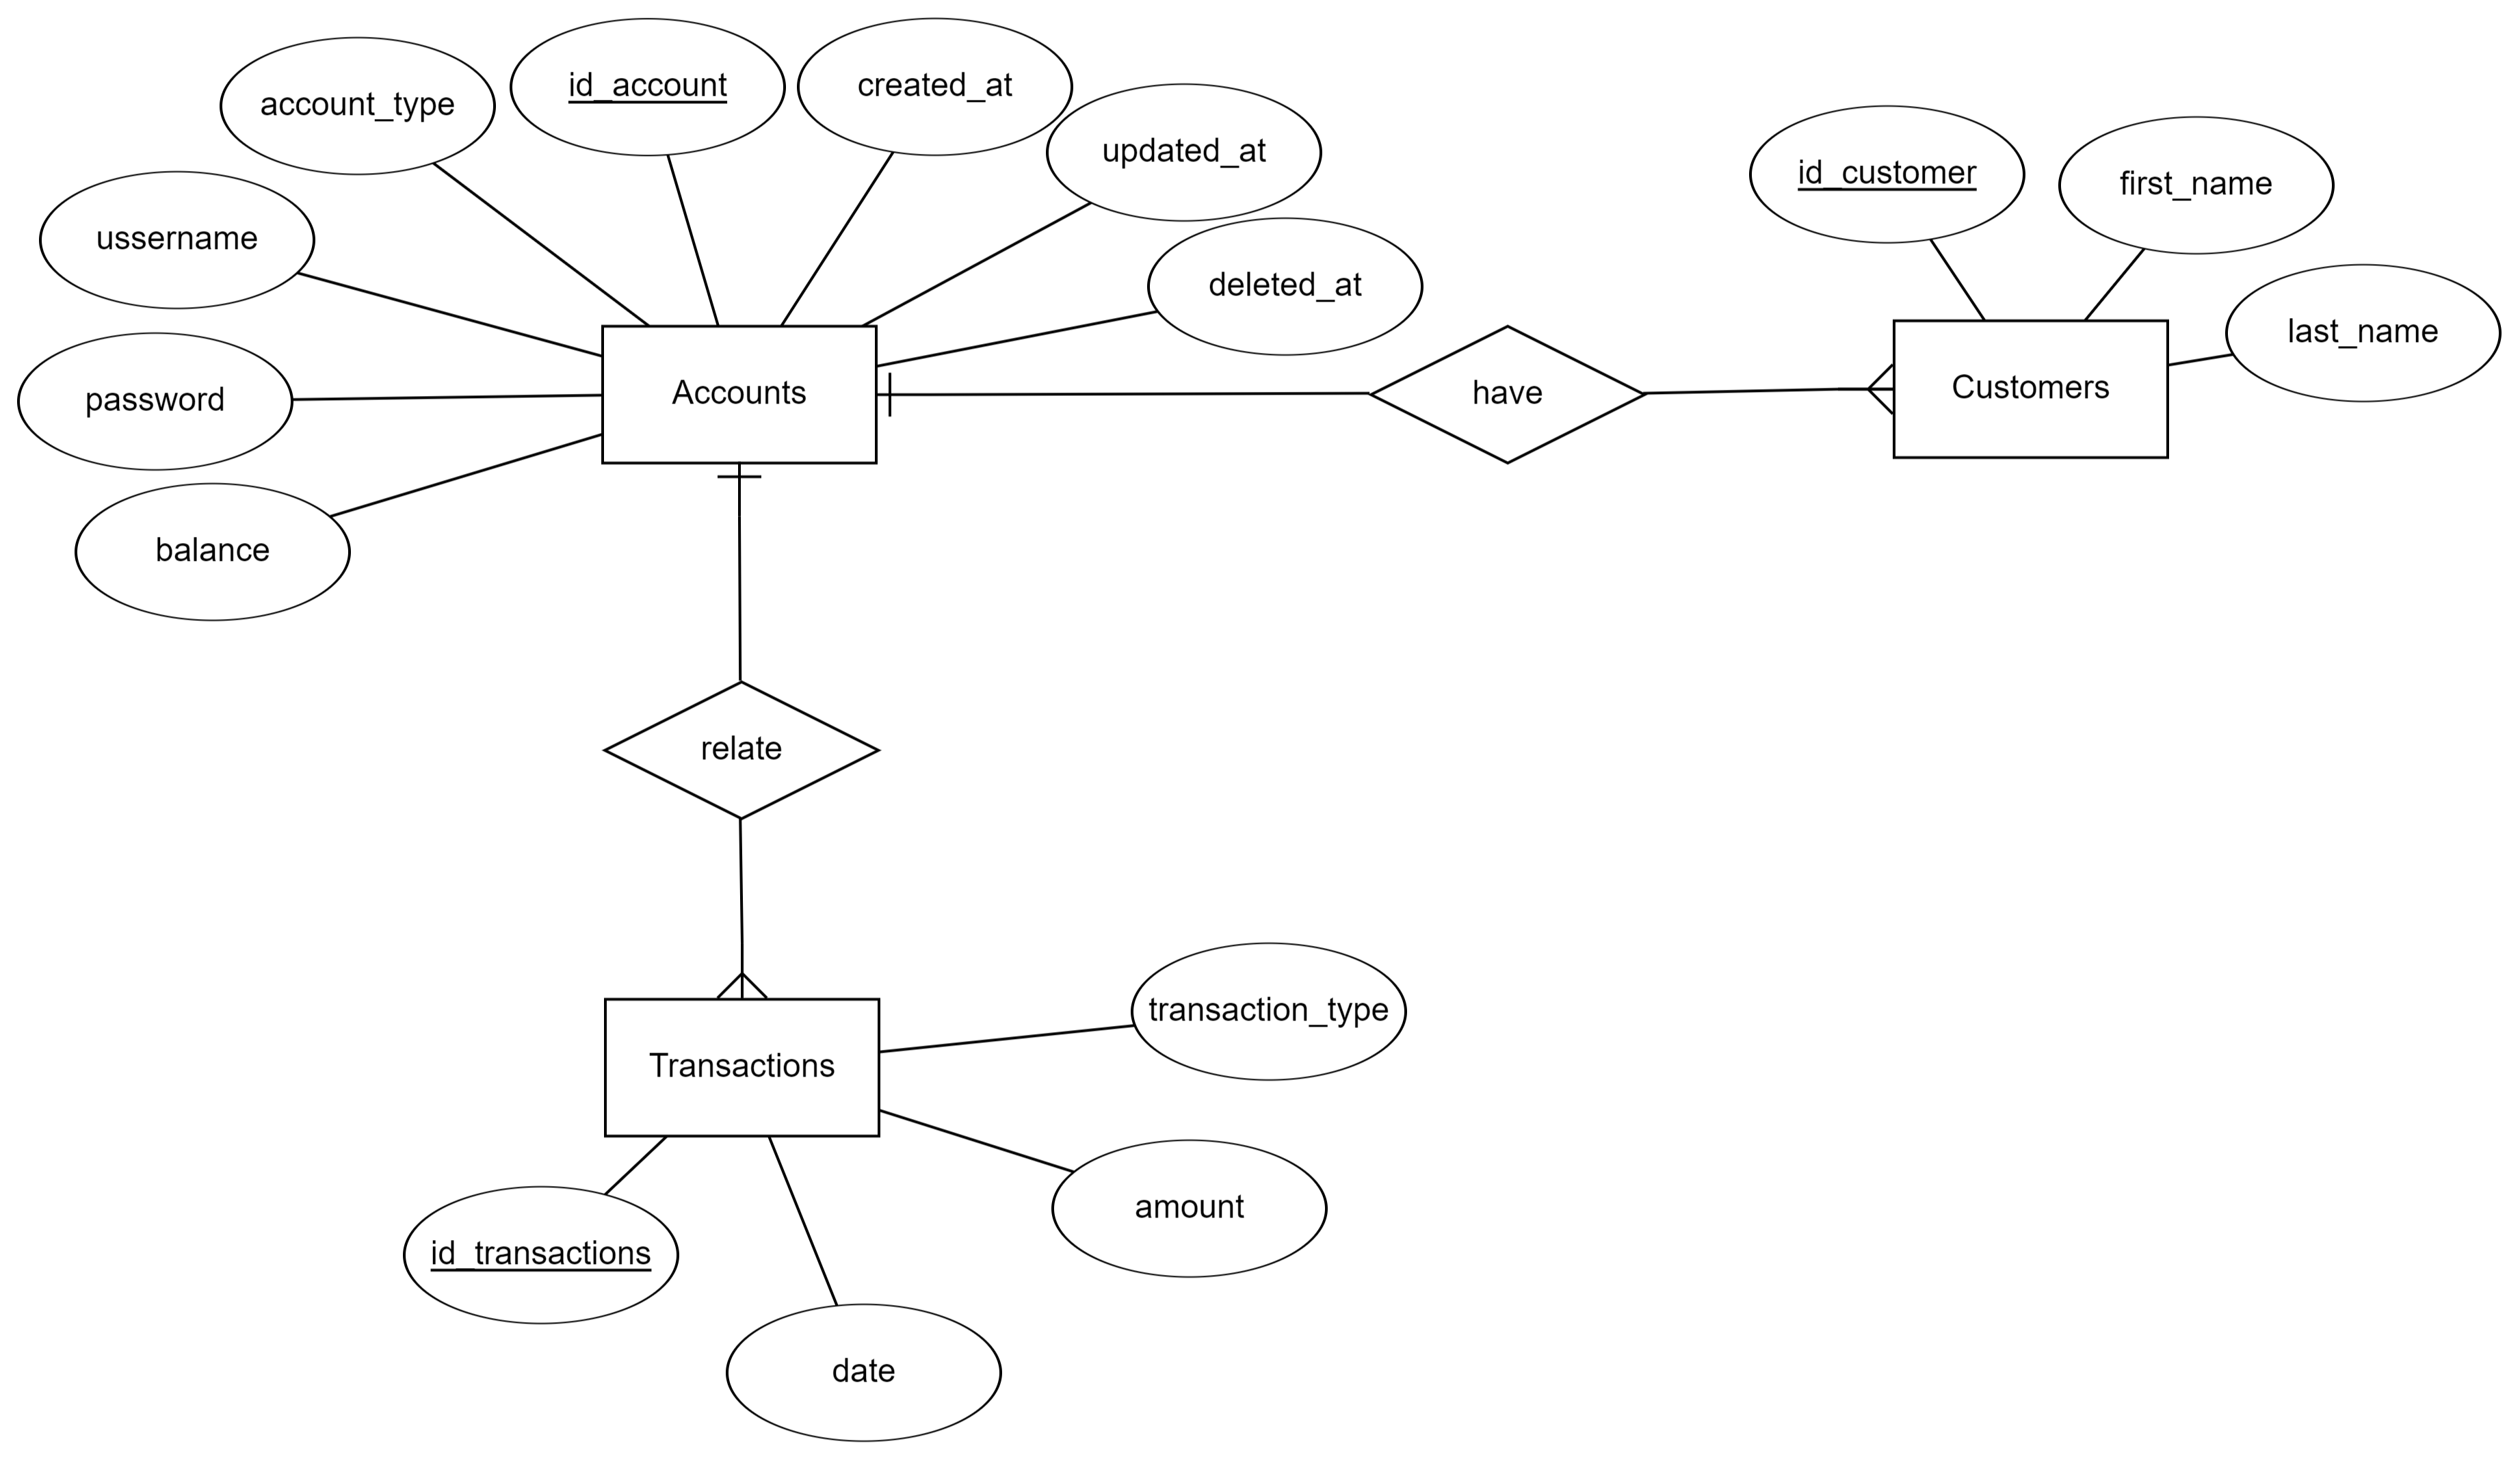 id_account
created_at
account_type
updated_at
id_customer
first_name
ussername
deleted_at
last_name
Accounts
have
Customers
password
balance
relate
transaction_type
Transactions
amount
id_transactions
date